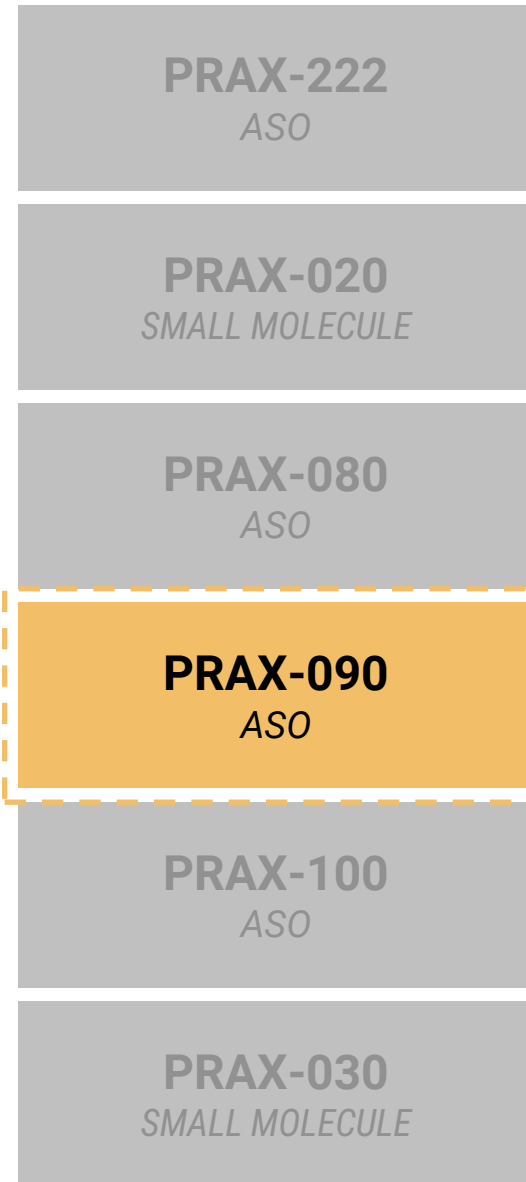 PRAX-222
ASO
PRAX-020
SMALL MOLECULE
PRAX-080
ASO
PRAX-090
ASO
PRAX-100
ASO
PRAX-030
SMALL MOLECULE